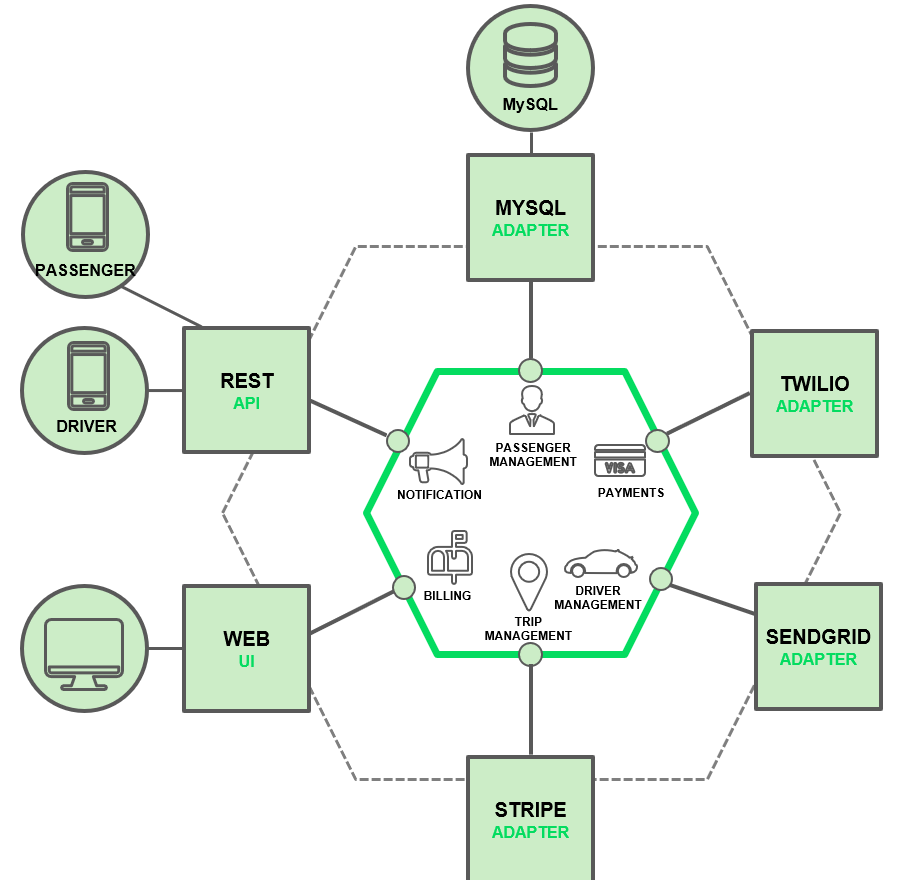 MySQL
MYSQL
ADAPTER
PASSENGER
REST
API
DRIVER
TWILIO
ADAPTER
PASSENGER
MANAGEMENT
NOTIFICATION
VISA
PAYMENTS
BILLING
TRIP
MANAGEMENT
DRIVER
MANAGEMENT
WEB
UI
SENDGRID
ADAPTER
STRIPE
ADAPTER